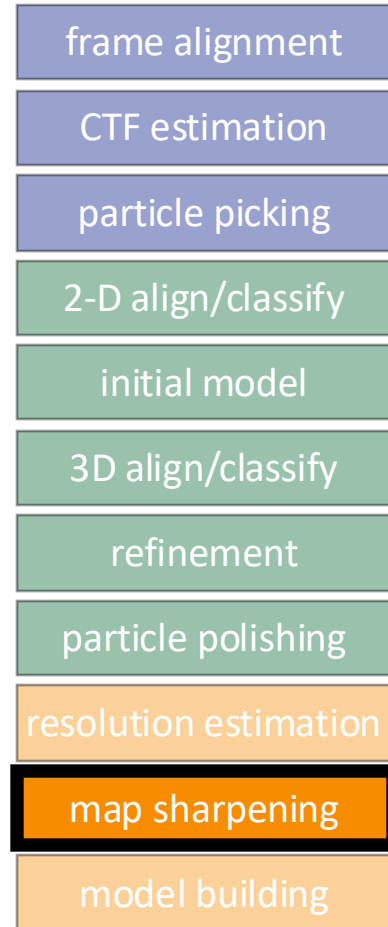 frame alignment
CTF estimation
particle picking
2-D align/classify
initial model
3D align/classify
refinement
particle polishing
resolution estimation
map sharpening
model building